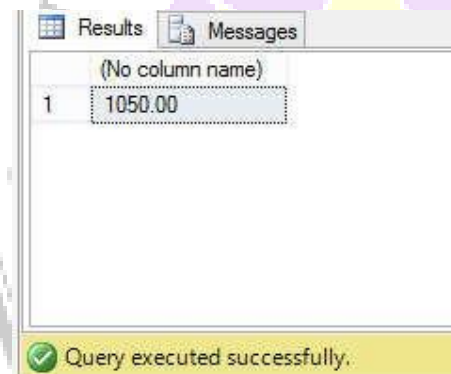 Results Messages
(No column name)
1 1050.00
Query executed successfully.